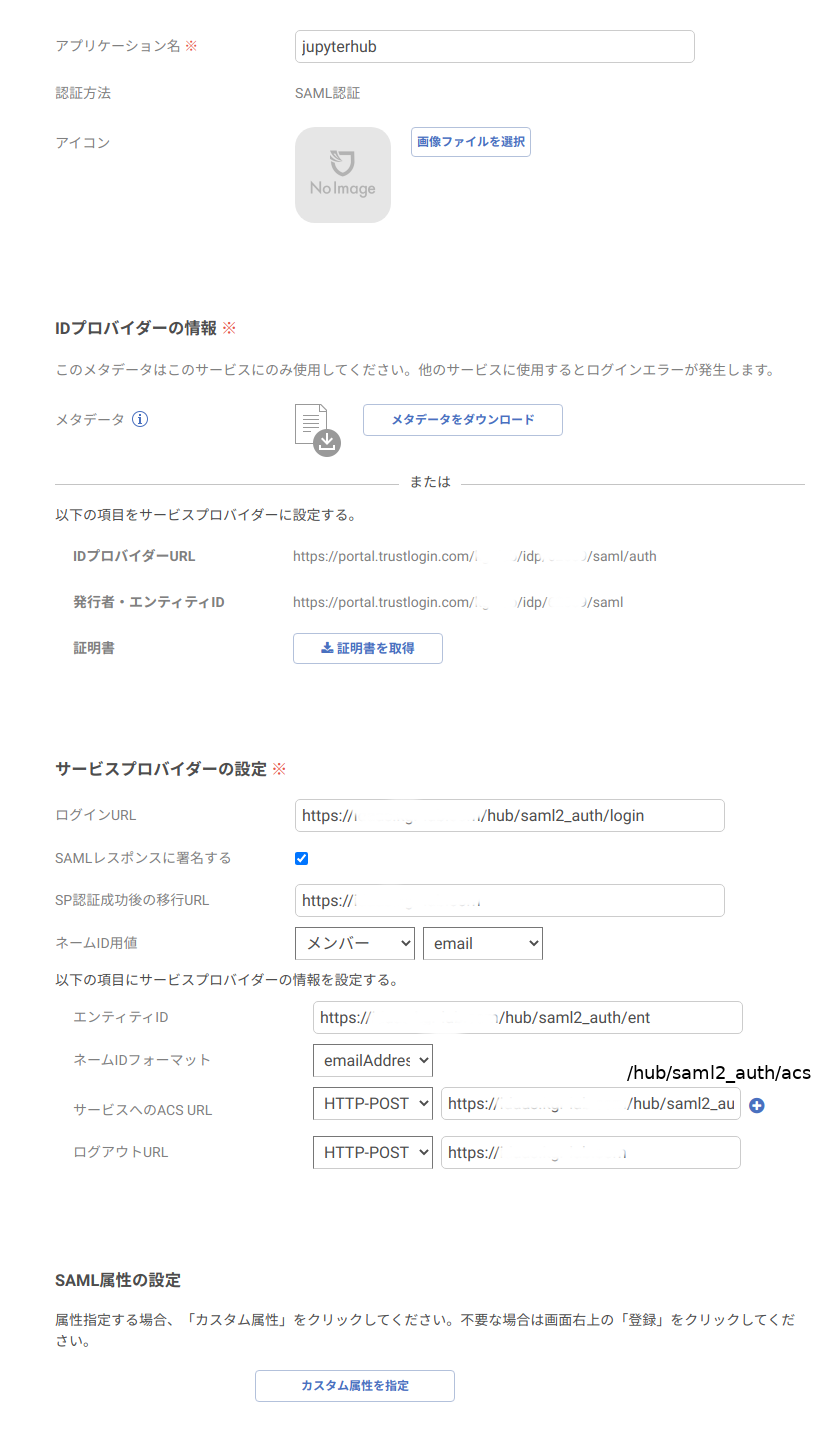 アプリケーション名 ※
jupyterhub
認証方法
SAML認証
アイコン
No Image
画像ファイルを選択
IDプロバイダーの情報 ※
このメタデータはこのサービスにのみ使用してください。他のサービスに使用するとログインエラーが発生します。
メタデータ
メタデータをダウンロード
または
以下の項目をサービスプロバイダーに設定する。
IDプロバイダーURL
https://portal.trustlogin.com/ /idp/ /saml/auth
発行者・エンティティID
https://portal.trustlogin.com/ /idp/ /saml
証明書
証明書を取得
サービスプロバイダーの設定 ※
ログインURL
https:// /hub/saml2_auth/login
SAMLレスポンスに署名する
SP認証成功後の移行URL
https://
ネームID用値
メンバー
email
以下の項目にサービスプロバイダーの情報を設定する。
エンティティID
https:// /hub/saml2_auth/ent
ネームIDフォーマット
emailAddres
/hub/saml2_auth/acs
サービスへのACS URL
HTTP-POST
https:// /hub/saml2_au
ログアウトURL
HTTP-POST
https://
SAML属性の設定
属性指定する場合、「カスタム属性」をクリックしてください。不要な場合は画面右上の「登録」をクリックしてくだ
さい。
カスタム属性を指定